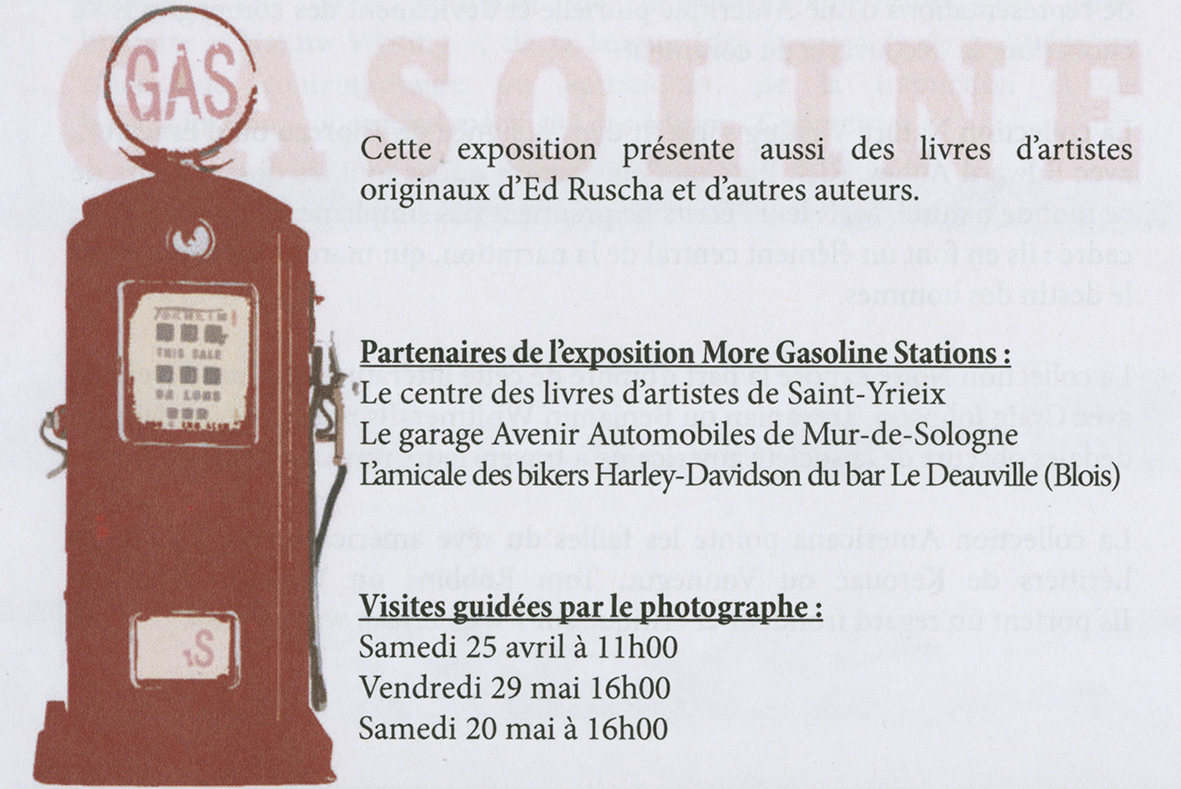 GAS
Cette exposition présente aussi des livres d'artistes
originaux d'Ed Ruscha et d'autres auteurs.
THIS SALE
Partenaires de l'exposition More Gasoline Stations :
Le centre des livres d'artistes de Saint-Yrieix
Le garage Avenir Automobiles de Mur-de-Sologne
L'amicale des bikers Harley-Davidson du bar Le Deauville (Blois)
Visites guidées par le photographe :
Samedi 25 avril à 11h00
Vendredi 29 mai 16h00
Samedi 20 mai à 16h00
GASOLINE